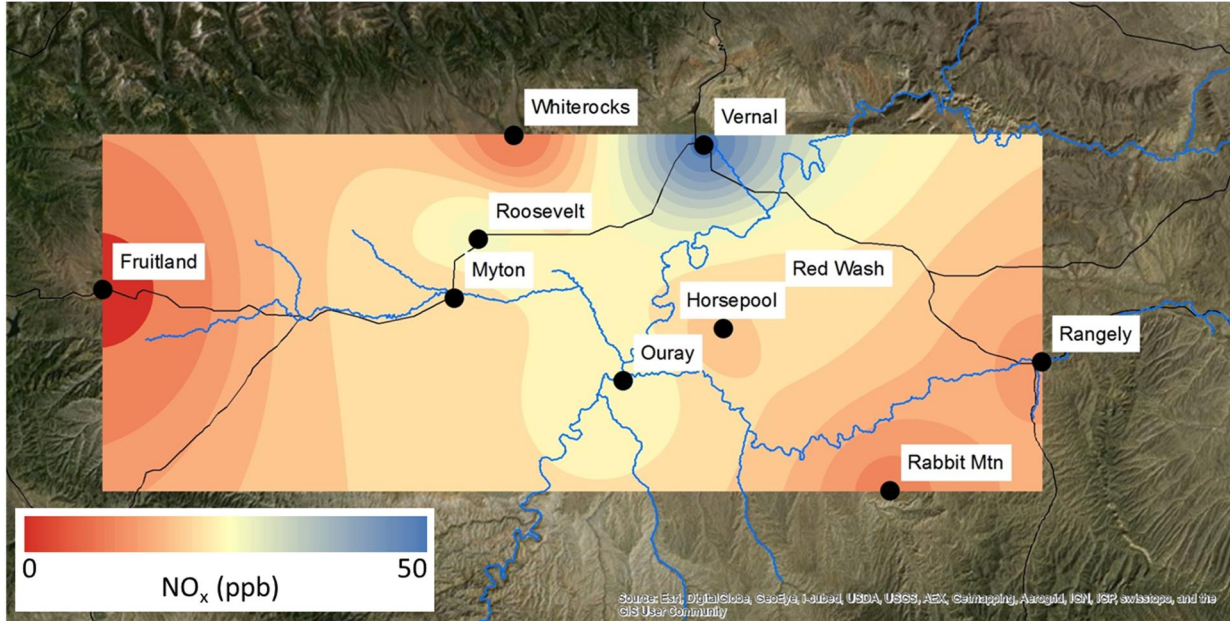 Whiterocks
Vernal
Roosevelt
Fruitland
Myton
Red Wash
Horsepool
Rangely
Ouray
Rabbit Mtn
0
50
NOx (ppb)
Source: Esri, DigitalGlobe, GeoEye, i-cubed, USDA, USGS, AEX, Getmapping, Aerogrid, IGN, IGP, swisstopo, and the
GIS User Community